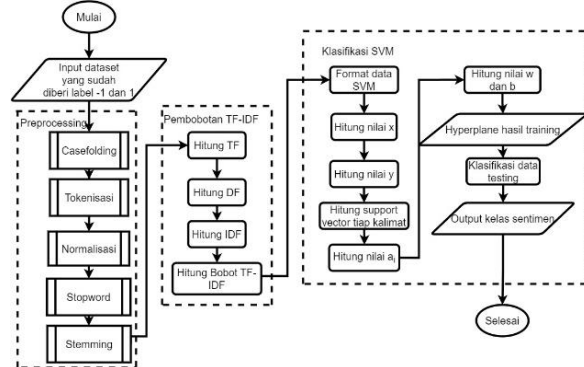 Mulai
Input dataset
yang sudah
diberi label -1 dan 1
Preprocessing
Casefolding
Tokenisasi
Normalisasi
Stopword
Stemming
Pembobotan TF-IDF
Hitung TF
Hitung DF
Hitung IDF
Hitung Bobot TF-
IDF
Klasifikasi SVM
Format data
SVM
Hitung nilai x
Hitung nilai y
Hitung support
vector tiap kalimat
Hitung nilai aᵢ
Hitung nilai w
dan b
Hyperplane hasil training
Klasifikasi data
testing
Output kelas sentimen
Selesai